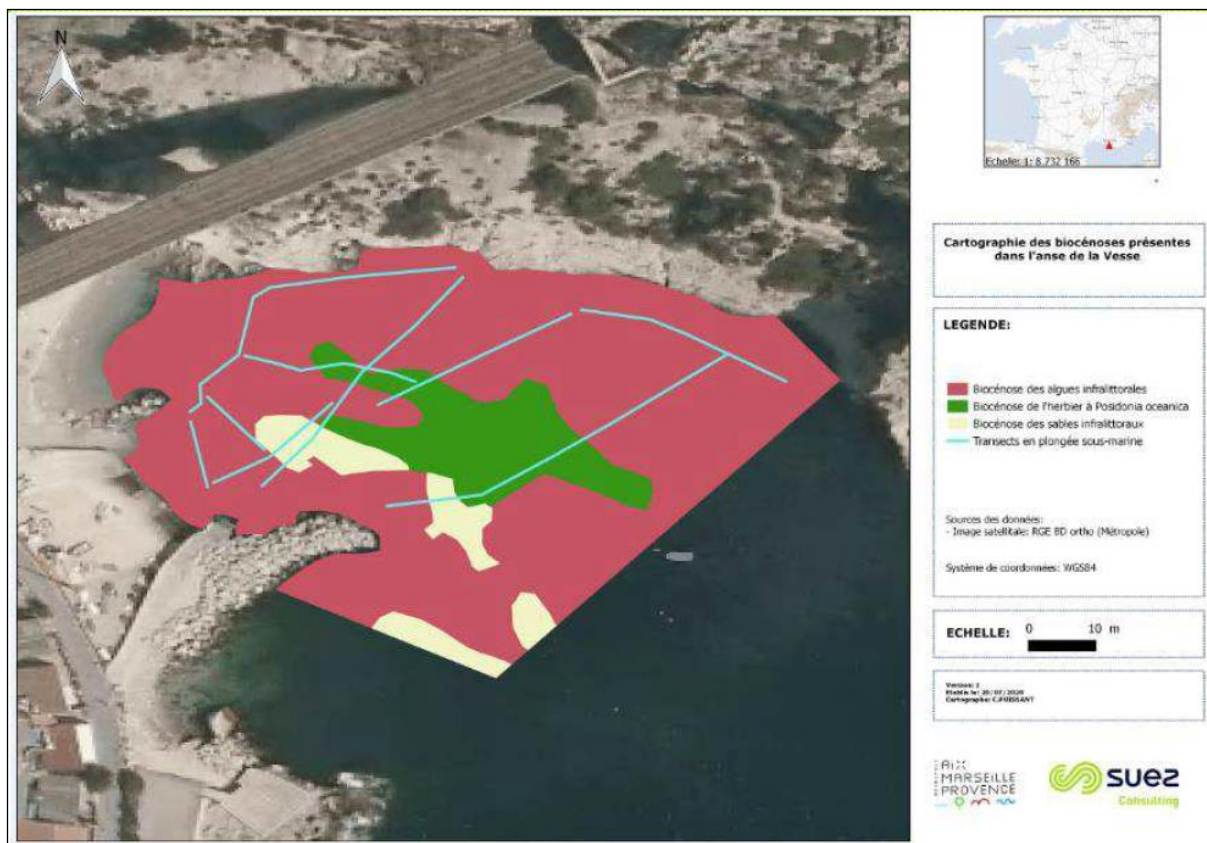 N
Echelle: 1: 8.732 166
Cartographie des biocénoses présentes
dans l'anse de la Vesse
LEGENDE:
Biocénose des algues infralittorales
Biocénose de l'herbier à Posidonia oceanica
Biocénose des sables infralittoraux
Transects en plongée sous-marine
Sources des données:
- Image satellitale: RGE BD ortho (Métropole)
Système de coordonnées: WGS84
ECHELLE: 0 10 m
Cartographe: C.PUISSANT
AIX
MARSEILLE
PROVENCE
suez
Consulting